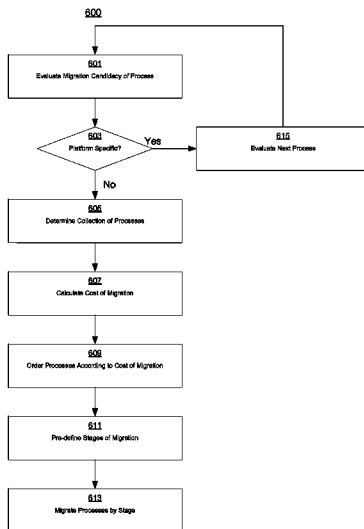 600
601
Evaluate Migration Candidacy of Process
603
Platform Specific?
Yes
615
Evaluate Next Process
No
605
Determine Collection of Processes
607
Calculate Cost of Migration
609
Order Processes According to Cost of Migration
611
Pre-define Stages of Migration
613
Migrate Processes by Stage